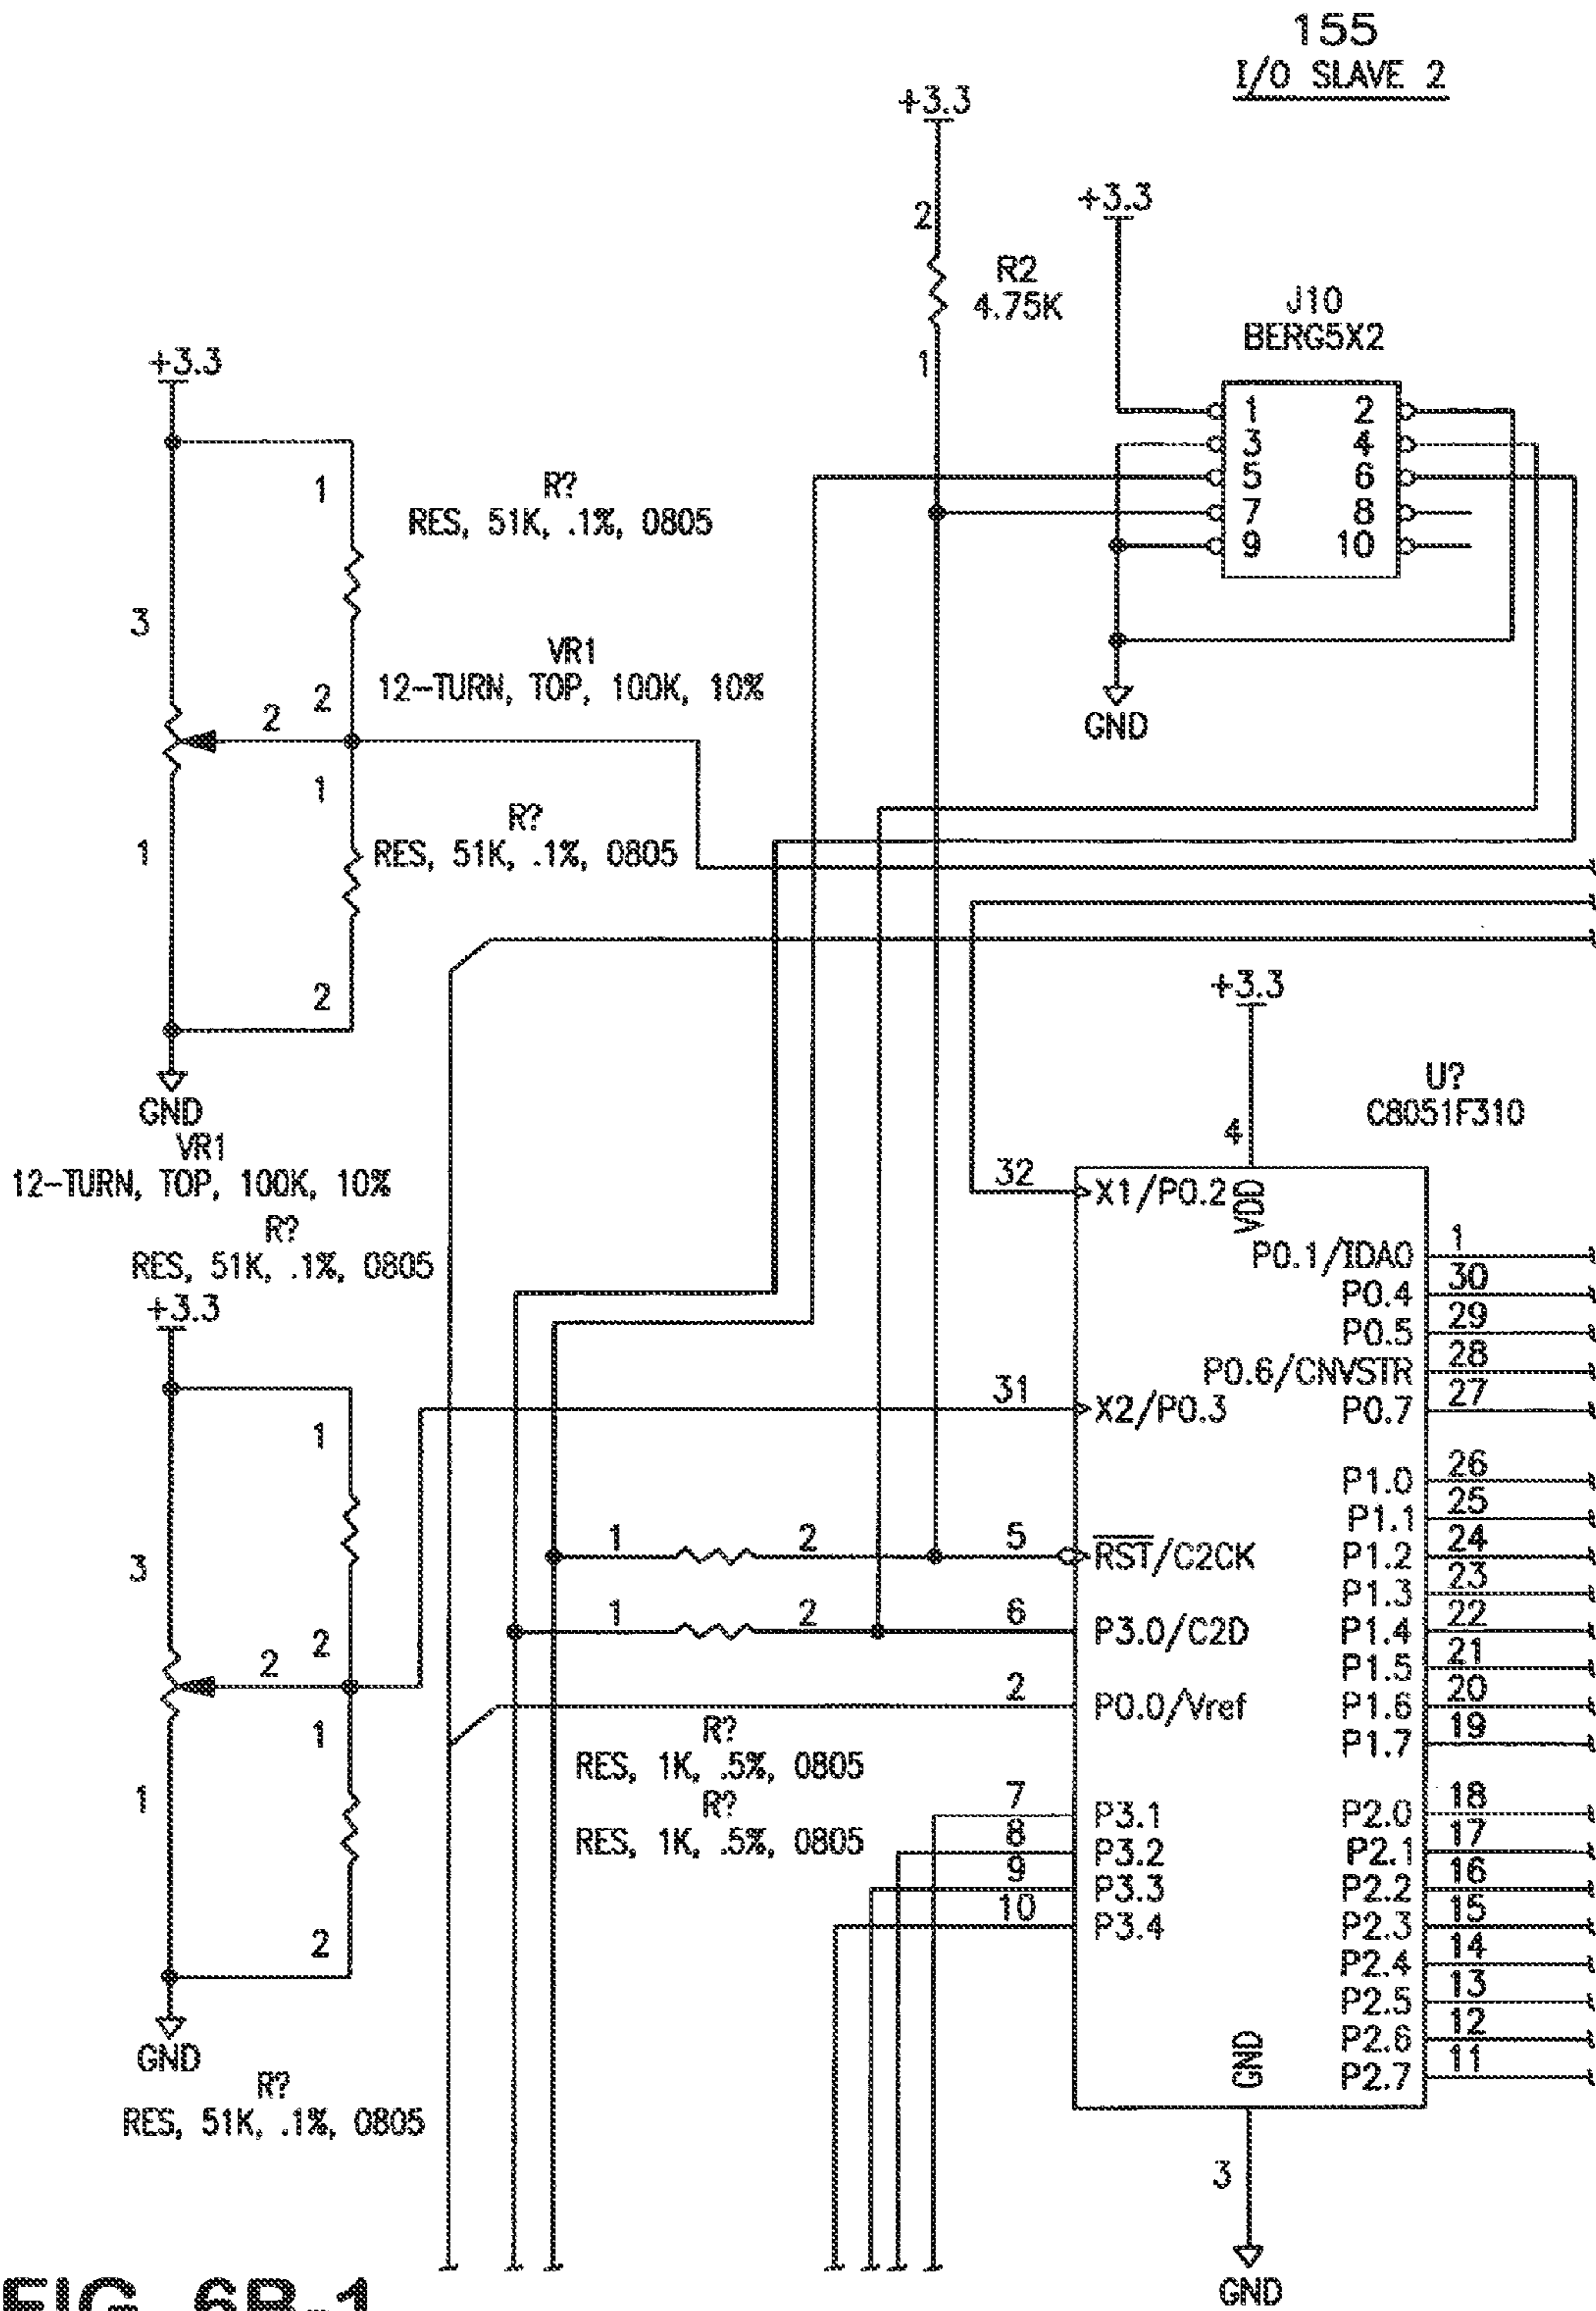 155
I/O SLAVE 2
+3.3
2
R2
4.75K
1
+3.3
J10
BERG5X2
1 2
3 4
5 6
7 8
9 10
GND
+3.3
1
R?
RES, 51K, .1%, 0805
3
VR1
12-TURN, TOP, 100K, 10%
2
2
1
R?
RES, 51K, .1%, 0805
1
2
GND
VR1
12-TURN, TOP, 100K, 10%
R?
RES, 51K, .1%, 0805
+3.3
1
3
2
2
1
1
2
GND
R?
RES, 51K, .1%, 0805
+3.3
U?
C8051F310
4
VDD
32 X1/P0.2
31 X2/P0.3
1 2 5 RST/C2CK
1 2 6 P3.0/C2D
2 P0.0/Vref
R?
RES, 1K, .5%, 0805
R?
RES, 1K, .5%, 0805
7 P3.1
8 P3.2
9 P3.3
10 P3.4
P0.1/IDA0 1
P0.4 30
P0.5 29
P0.6/CNVSTR 28
P0.7 27
P1.0 26
P1.1 25
P1.2 24
P1.3 23
P1.4 22
P1.5 21
P1.6 20
P1.7 19
P2.0 18
P2.1 17
P2.2 16
P2.3 15
P2.4 14
P2.5 13
P2.6 12
P2.7 11
GND
3
GND
FIG. 6B-1